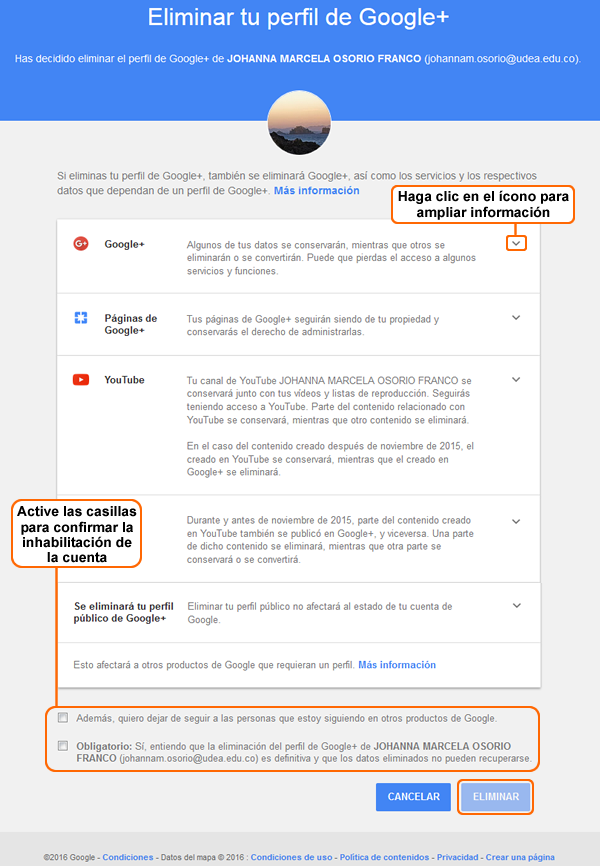 Eliminar tu perfil de Google+
Has decidido eliminar el perfil de Google+ de JOHANNA MARCELA OSORIO FRANCO (johannam.osorio@udea.edu.co).
Si eliminas tu perfil de Google+, también se eliminará Google+, así como los servicios y los respectivos
datos que dependan de un perfil de Google+. Más información
Haga clic en el ícono para
ampliar información
Google+
Algunos de tus datos se conservarán, mientras que otros se
eliminarán o se convertirán. Puede que pierdas el acceso a algunos
servicios y funciones.
Páginas de
Google+
Tus páginas de Google+ seguirán siendo de tu propiedad y
conservarás el derecho de administrarlas.
YouTube
Tu canal de YouTube JOHANNA MARCELA OSORIO FRANCO se
conservará junto con tus vídeos y listas de reproducción. Seguirás
teniendo acceso a YouTube. Parte del contenido relacionado con
YouTube se conservará, mientras que otro contenido se eliminará.
En el caso del contenido creado después de noviembre de 2015, el
creado en YouTube se conservará, mientras que el creado en
Google+ se eliminará.
Active las casillas
para confirmar la
inhabilitación de
la cuenta
Durante y antes de noviembre de 2015, parte del contenido creado
en YouTube también se publicó en Google+, y viceversa. Una parte
de dicho contenido se eliminará, mientras que otra parte se
conservará o se convertirá.
Se eliminará tu perfil
público de Google+
Eliminar tu perfil público no afectará al estado de tu cuenta de
Google.
Esto afectará a otros productos de Google que requieran un perfil. Más información
Además, quiero dejar de seguir a las personas que estoy siguiendo en otros productos de Google.
Obligatorio: Sí, entiendo que la eliminación del perfil de Google+ de JOHANNA MARCELA OSORIO
FRANCO (johannam.osorio@udea.edu.co) es definitiva y que los datos eliminados no pueden recuperarse.
CANCELAR
ELIMINAR
©2016 Google - Condiciones - Datos del mapa © 2016 : Condiciones de uso - Política de contenidos - Privacidad - Crear una página